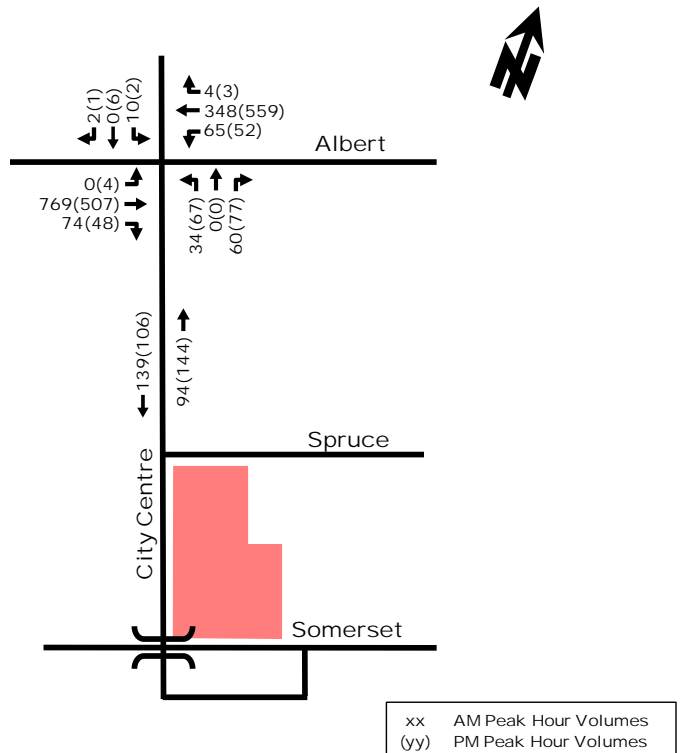 2(1)
0(6)
10(2)
4(3)
348(559)
65(52)
Albert
0(4)
769(507)
74(48)
34(67)
0(0)
60(77)
139(106)
94(144)
Spruce
City Centre
Somerset
xx AM Peak Hour Volumes
(yy) PM Peak Hour Volumes